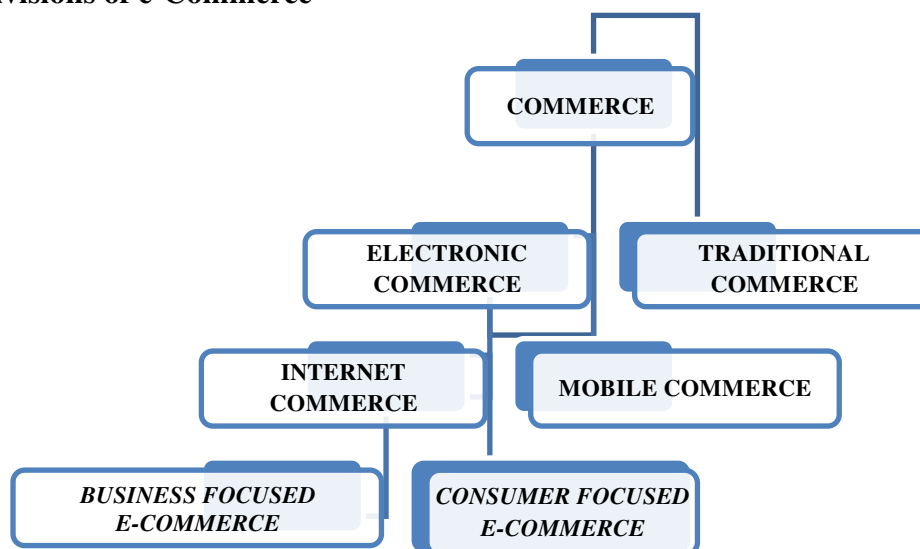 of e-Commerce
COMMERCE
ELECTRONIC
COMMERCE
TRADITIONAL
COMMERCE
INTERNET
COMMERCE
MOBILE COMMERCE
BUSINESS FOCUSED
E-COMMERCE
CONSUMER FOCUSED
E-COMMERCE